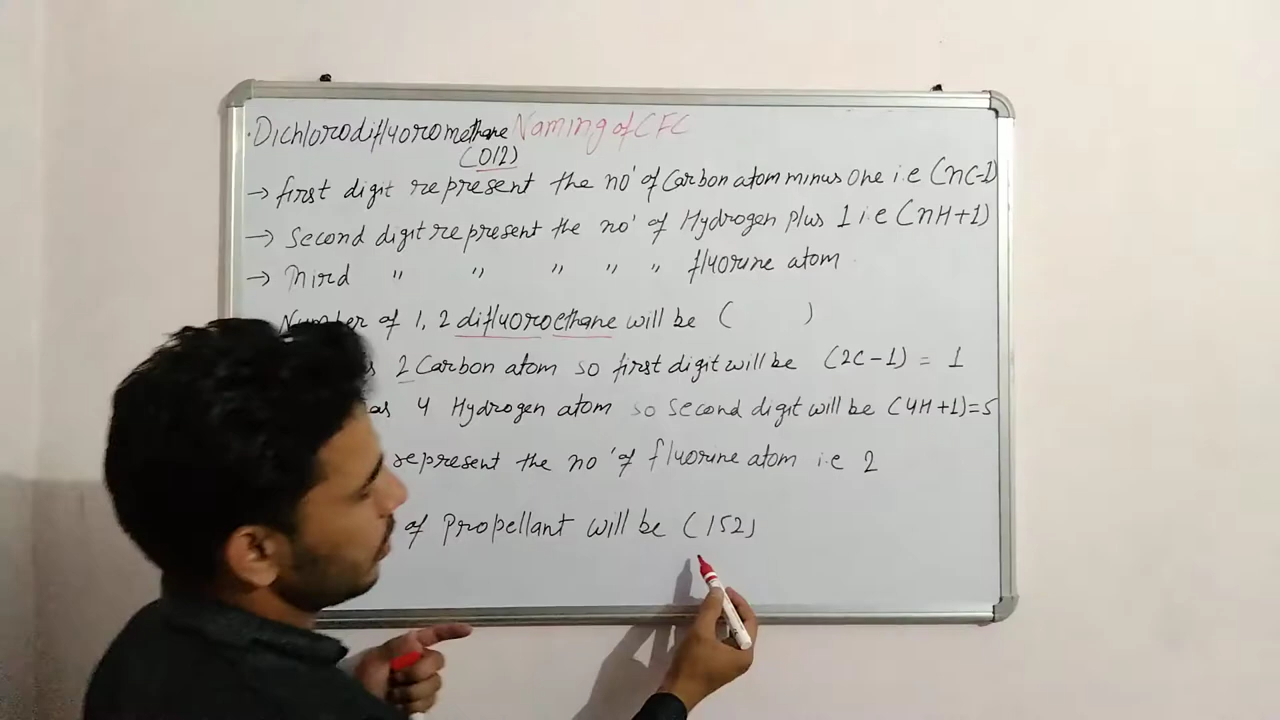 ·Dichlorodifluoromethane Naming of CFC
(012)
→ first digit represent the no' of Carbon atom minus one i.e (nC-1)
→ Second digit represent the no' of Hydrogen plus 1 i e (nH+1)
→ Third " " " " " fluorine atom
Number of 1, 2 difluoroethane will be ( )
2 Carbon atom so first digit will be (2C-1) = 1
as 4 Hydrogen atom so Second digit will be (4H+1)=5
represent the no' of fluorine atom i.e 2
of Propellant will be (152)